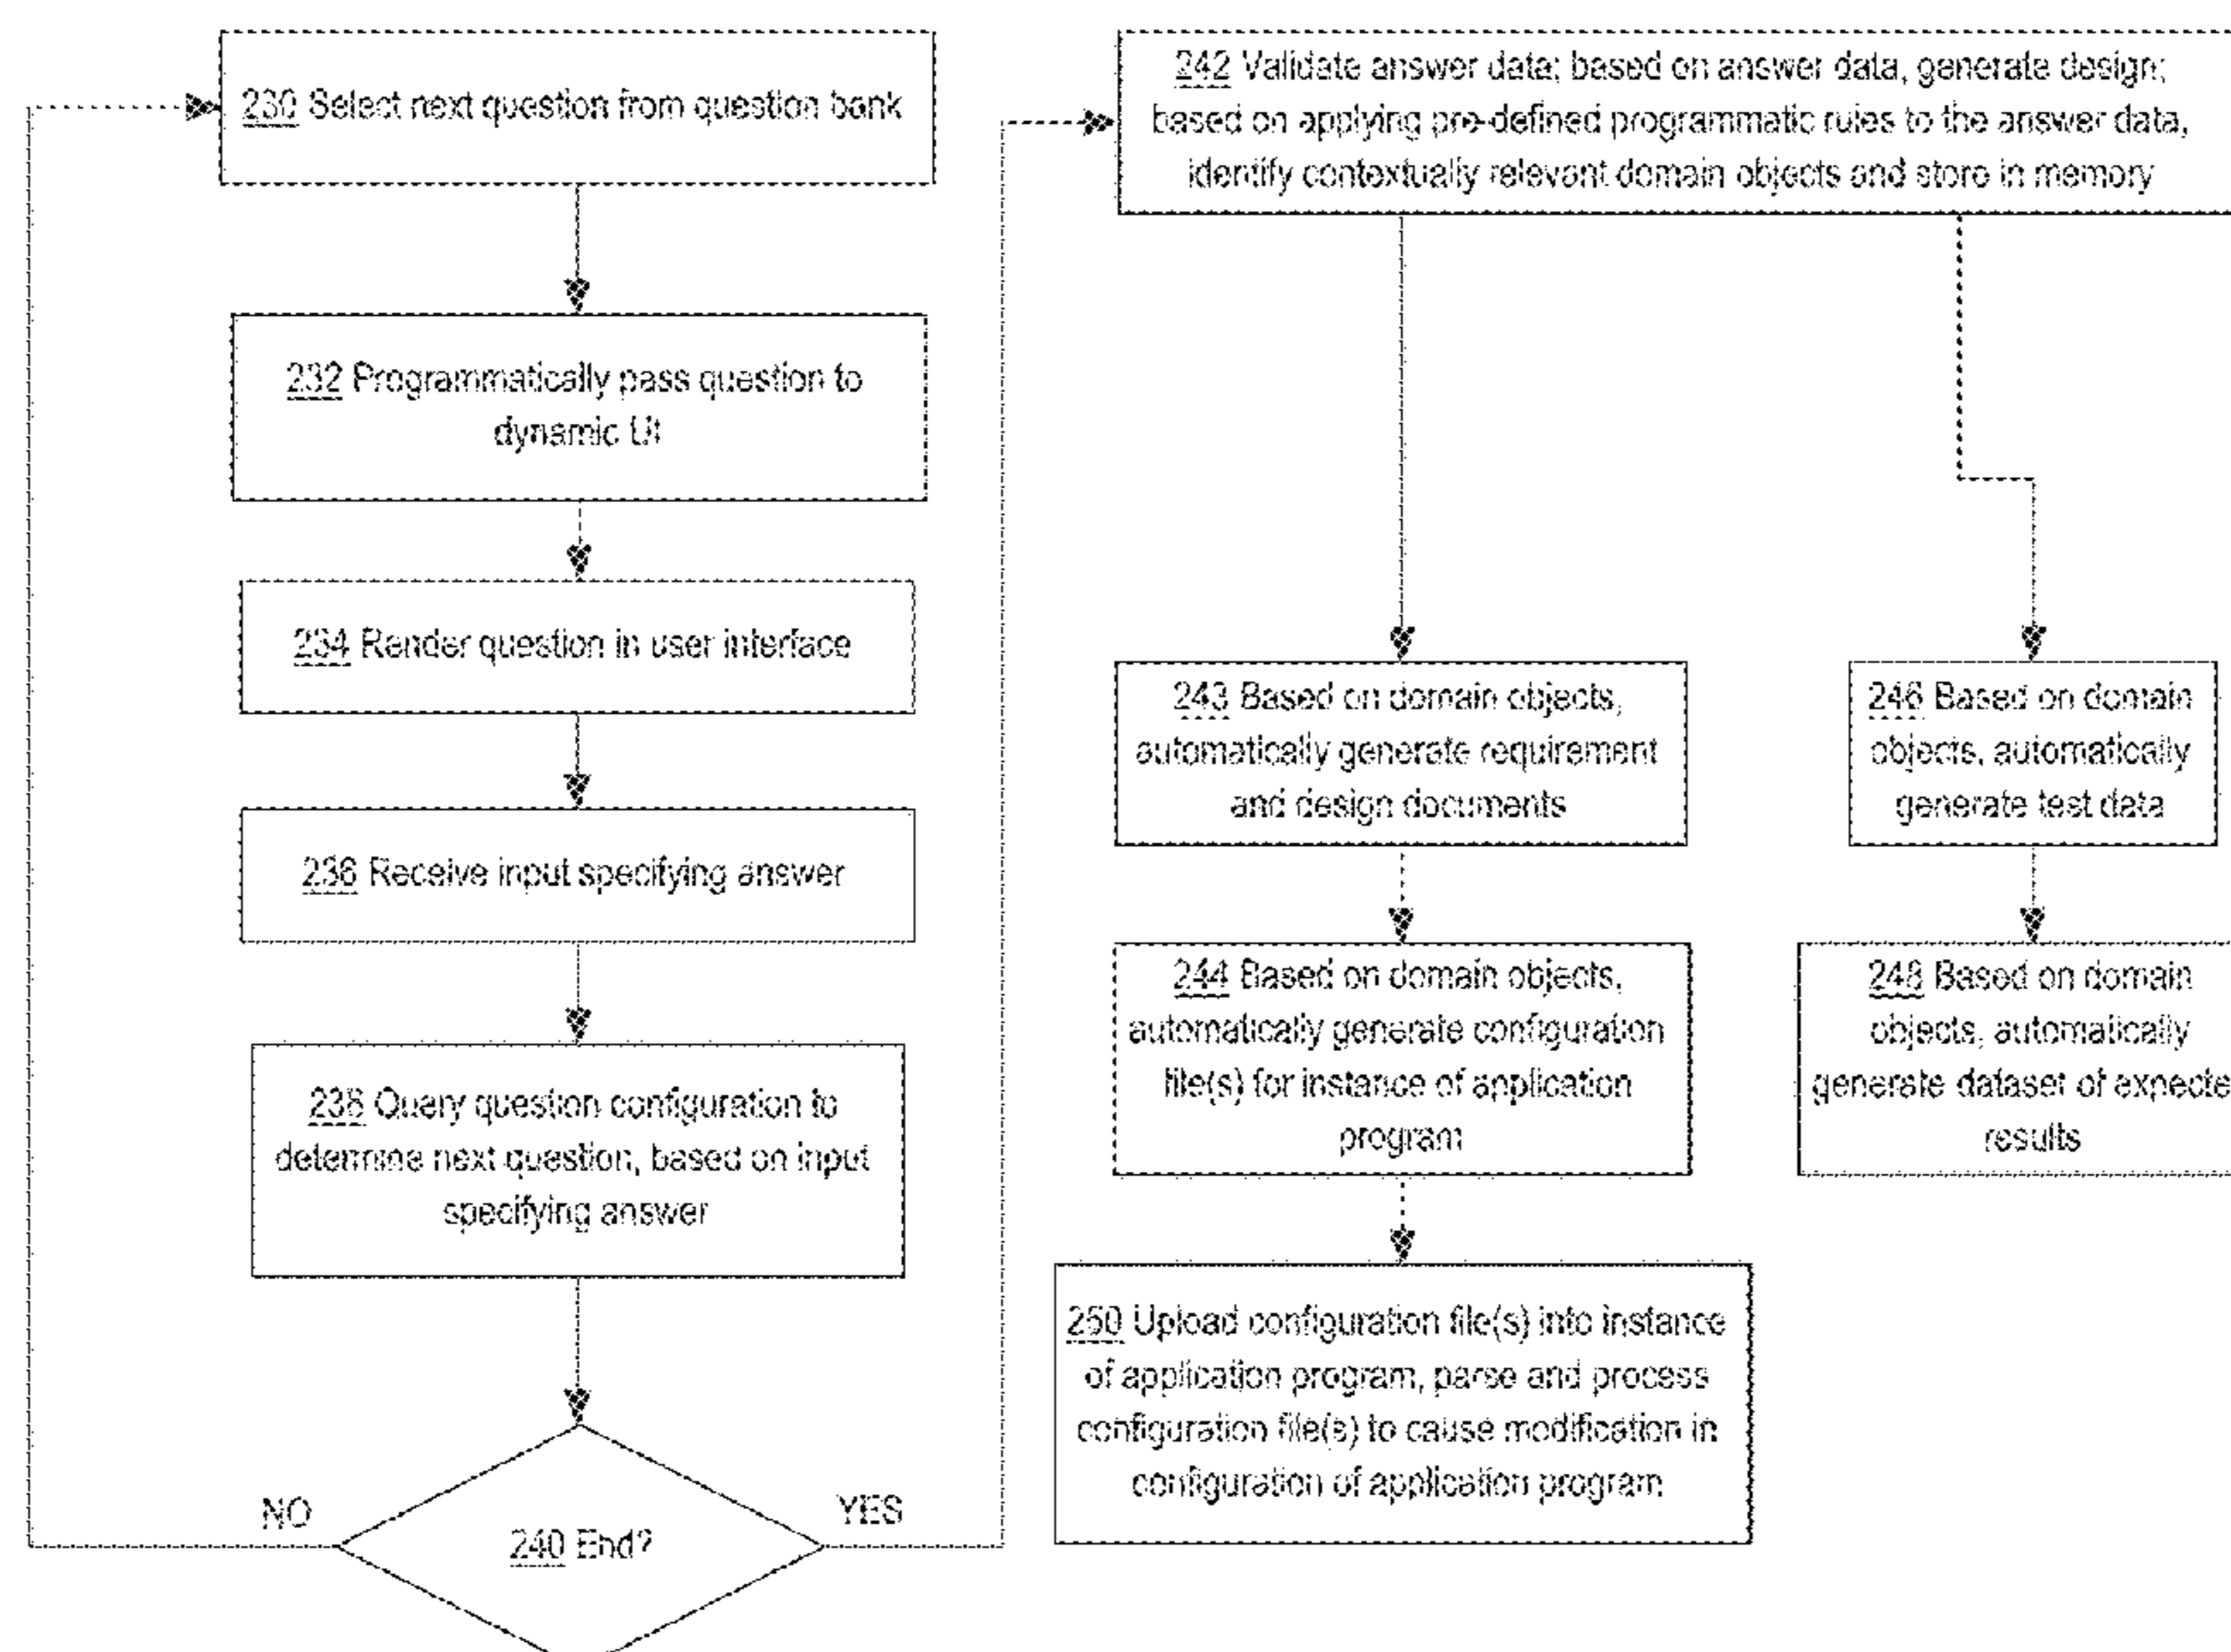 230 Select next question from question bank
232 Programmatically pass question to
dynamic UI
234 Render question in user interface
236 Receive input specifying answer
238 Query question configuration to
determine next question, based on input
specifying answer
240 End?
NO
YES
242 Validate answer data; based on answer data, generate design;
based on applying pre-defined programmatic rules to the answer data,
identify contextually relevant domain objects and store in memory
243 Based on domain objects,
automatically generate requirement
and design documents
244 Based on domain objects,
automatically generate configuration
file(s) for instance of application
program
250 Upload configuration file(s) into instance
of application program, parse and process
configuration file(s) to cause modification in
configuration of application program
246 Based on domain
objects, automatically
generate test data
248 Based on domain
objects, automatically
generate dataset of expecte
results